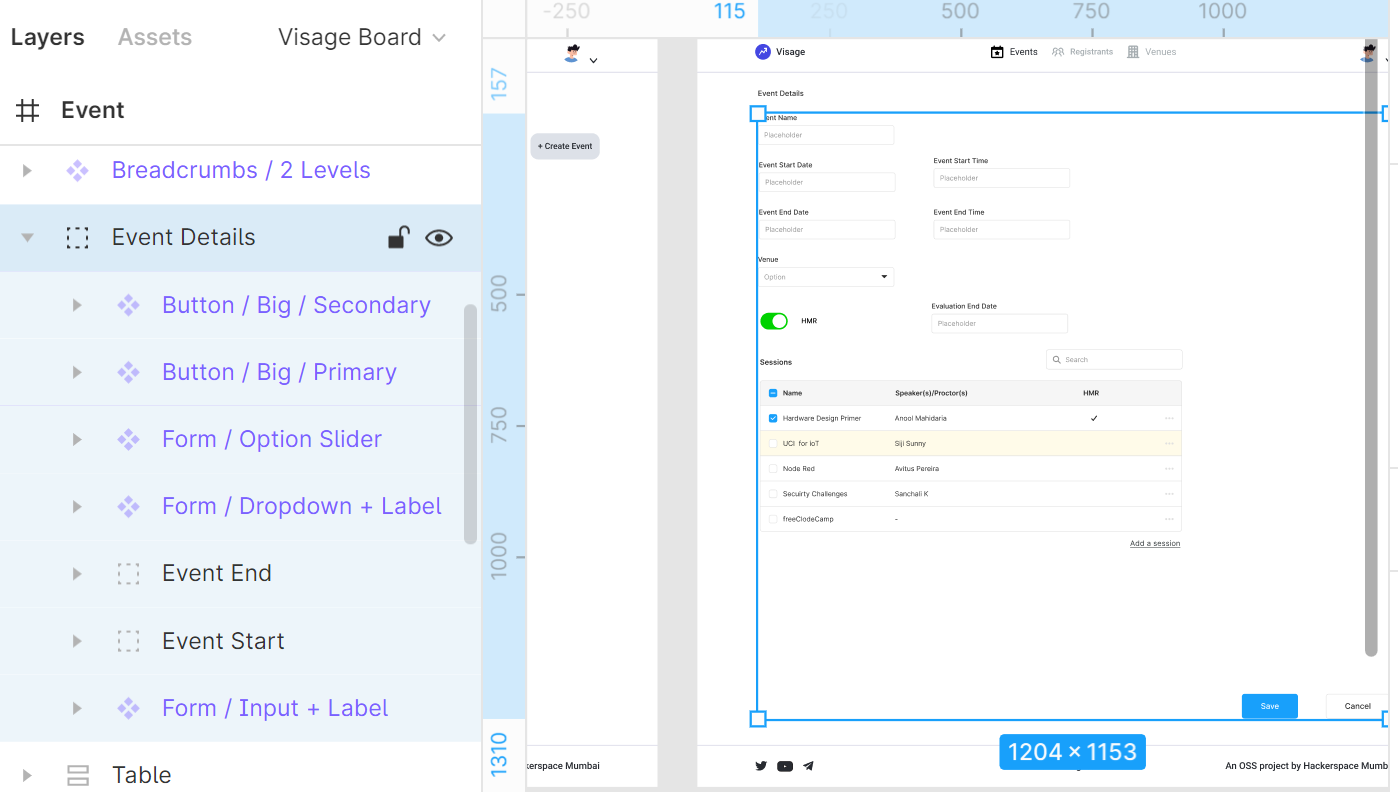 Layers Assets Visage Board
Event
Breadcrumbs / 2 Levels
Event Details
Button / Big / Secondary
Button / Big / Primary
Form / Option Slider
Form / Dropdown + Label
Event End
Event Start
Form / Input + Label
Table
-250 115 250 500 750 1000
157
500
750
1000
1310
+ Create Event
kerspace Mumbai
Visage Events Registrants Venues
Event Details
ent Name
Placeholder
Event Start Date Event Start Time
Placeholder Placeholder
Event End Date Event End Time
Placeholder Placeholder
Venue
Option
Evaluation End Date
HMR Placeholder
Sessions Search
Name Speaker(s)/Proctor(s) HMR
Hardware Design Primer Anool Mahidaria
UCI for IoT Siji Sunny
Node Red Avitus Pereira
Secuirty Challenges Sanchali K
freeClodeCamp -
Add a session
Save Cancel
1204 × 1153
An OSS project by Hackerspace Mumb